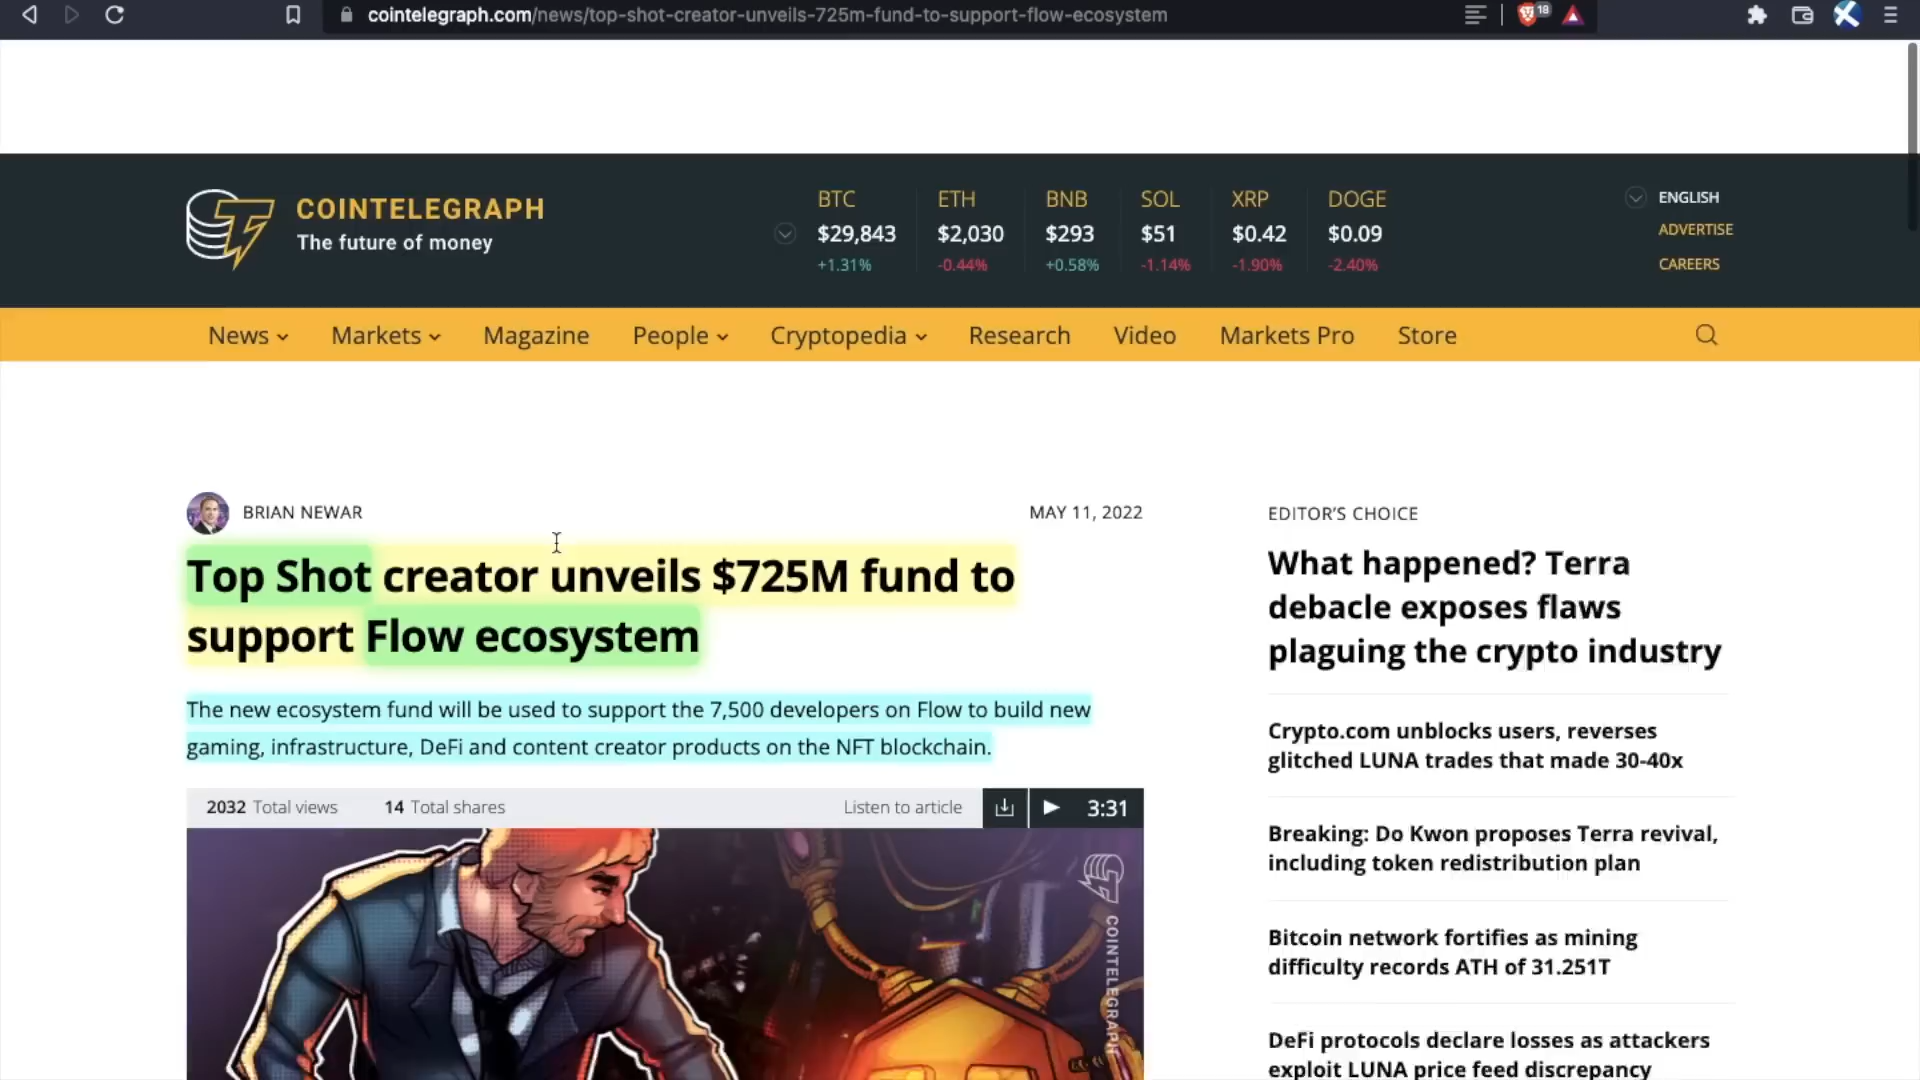 cointelegraph.com/news/top-shot-creator-unveils-725m-fund-to-support-flow-ecosystem
18
COINTELEGRAPH
The future of money
BTC
$29,843
+1.31%
ETH
$2,030
-0.44%
BNB
$293
+0.58%
SOL
$51
-1.14%
XRP
$0.42
-1.90%
DOGE
$0.09
-2.40%
ENGLISH
ADVERTISE
CAREERS
News Markets Magazine People Cryptopedia Research Video Markets Pro Store
BRIAN NEWAR MAY 11, 2022
Top Shot creator unveils $725M fund to
support Flow ecosystem
The new ecosystem fund will be used to support the 7,500 developers on Flow to build new
gaming, infrastructure, DeFi and content creator products on the NFT blockchain.
2032 Total views 14 Total shares Listen to article 3:31
COINTELEGRAPH
EDITOR'S CHOICE
What happened? Terra
debacle exposes flaws
plaguing the crypto industry
Crypto.com unblocks users, reverses
glitched LUNA trades that made 30-40x
Breaking: Do Kwon proposes Terra revival,
including token redistribution plan
Bitcoin network fortifies as mining
difficulty records ATH of 31.251T
DeFi protocols declare losses as attackers
exploit LUNA price feed discrepancy